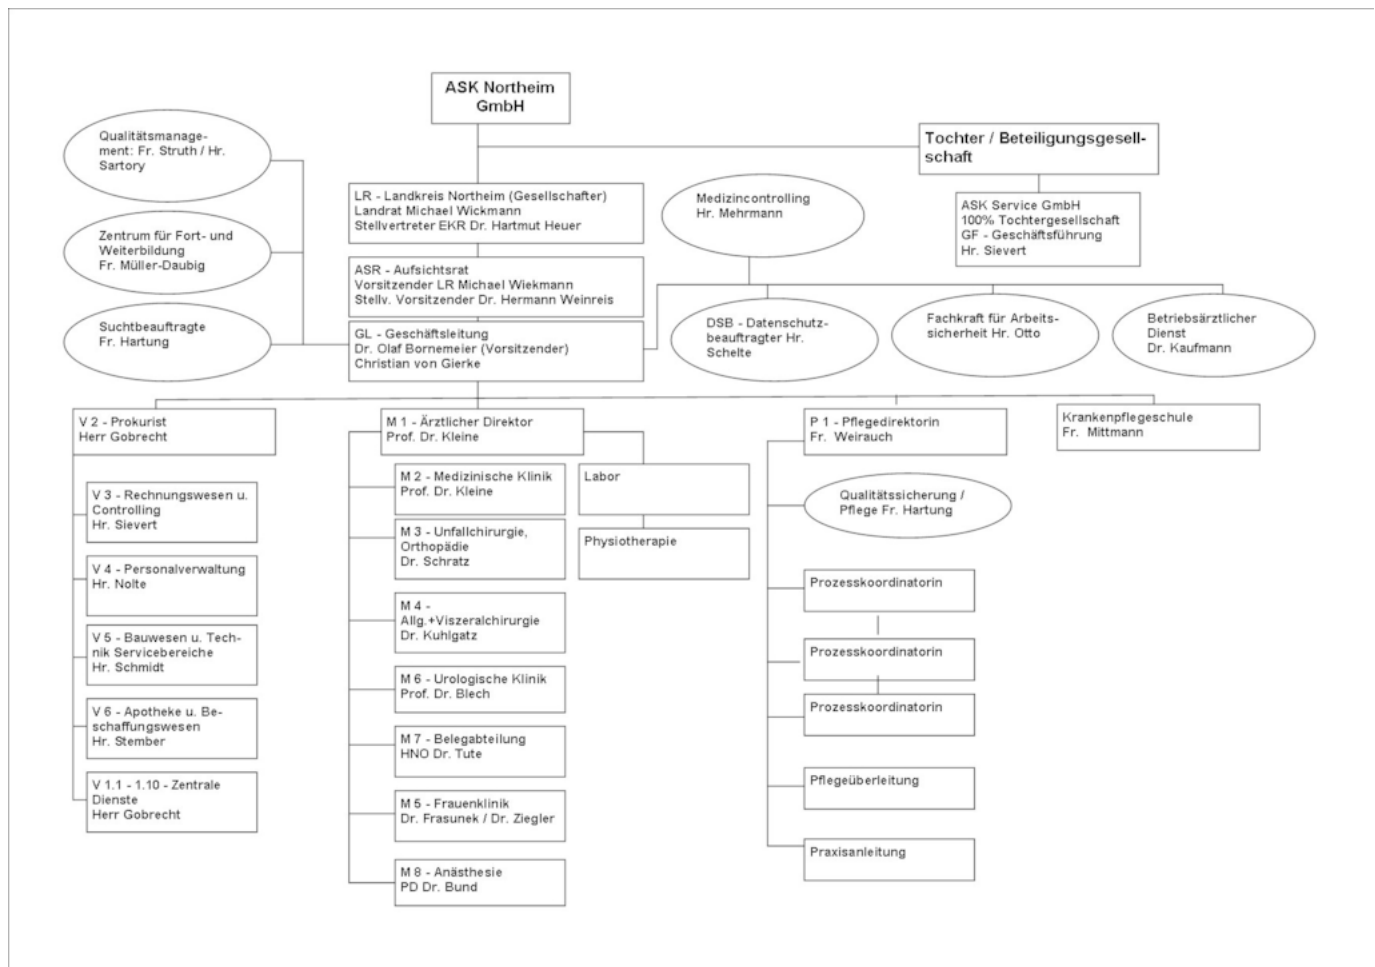 ASK Northeim
GmbH
Tochter / Beteiligungsgesell-
schaft
Qualitätsmanage-
ment: Fr. Struth / Hr.
Sartory
LR - Landkreis Northeim (Gesellschafter)
Landrat Michael Wickmann
Stellvertreter EKR Dr. Hartmut Heuer
Medizincontrolling
Hr. Mehrmann
ASK Service GmbH
100% Tochtergesellschaft
GF - Geschäftsführung
Hr. Sievert
Zentrum für Fort- und
Weiterbildung
Fr. Müller-Daubig
ASR - Aufsichtsrat
Vorsitzender LR Michael Wiekmann
Stellv. Vorsitzender Dr. Hermann Weinreis
Suchtbeauftragte
Fr. Hartung
GL - Geschäftsleitung
Dr. Olaf Bornemeier (Vorsitzender)
Christian von Gierke
DSB - Datenschutz-
beauftragter Hr.
Schelte
Fachkraft für Arbeits-
sicherheit Hr. Otto
Betriebsärztlicher
Dienst
Dr. Kaufmann
V 2 - Prokurist
Herr Gobrecht
M 1 - Ärztlicher Direktor
Prof. Dr. Kleine
P 1 - Pflegedirektorin
Fr. Weirauch
Krankenpflegeschule
Fr. Mittmann
V 3 - Rechnungswesen u.
Controlling
Hr. Sievert
V 4 - Personalverwaltung
Hr. Nolte
V 5 - Bauwesen u. Tech-
nik Servicebereiche
Hr. Schmidt
V 6 - Apotheke u. Be-
schaffungswesen
Hr. Stember
V 1.1 - 1.10 - Zentrale
Dienste
Herr Gobrecht
M 2 - Medizinische Klinik
Prof. Dr. Kleine
M 3 - Unfallchirurgie,
Orthopädie
Dr. Schratz
M 4 -
Allg.+Viszeralchirurgie
Dr. Kuhlgatz
M 6 - Urologische Klinik
Prof. Dr. Blech
M 7 - Belegabteilung
HNO Dr. Tute
M 5 - Frauenklinik
Dr. Frasunek / Dr. Ziegler
M 8 - Anästhesie
PD Dr. Bund
Labor
Physiotherapie
Qualitätssicherung /
Pflege Fr. Hartung
Prozesskoordinatorin
Prozesskoordinatorin
Prozesskoordinatorin
Pflegeüberleitung
Praxisanleitung